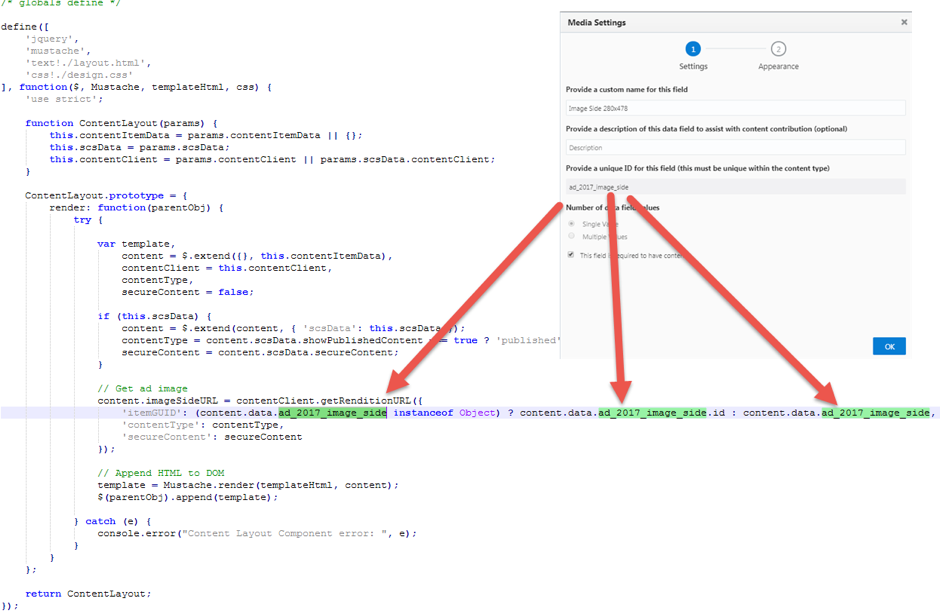 /* globals define */
define([
'jquery',
'mustache',
'text!./layout.html',
'css!./design.css'
], function($, Mustache, templateHtml, css) {
'use strict';
function ContentLayout(params) {
this.contentItemData = params.contentItemData || {};
this.scsData = params.scsData;
this.contentClient = params.contentClient || params.scsData.contentClient;
}
ContentLayout.prototype = {
render: function(parentObj) {
try {
var template,
content = $.extend({}, this.contentItemData),
contentClient = this.contentClient,
contentType,
secureContent = false;
if (this.scsData) {
content = $.extend(content, { 'scsData': this.scsData });
contentType = content.scsData.showPublishedContent === true ? 'published'
secureContent = content.scsData.secureContent;
}
// Get ad image
content.imageSideURL = contentClient.getRenditionURL({
'itemGUID': (content.data.ad_2017_image_side instanceof Object) ? content.data.ad_2017_image_side.id : content.data.ad_2017_image_side,
'contentType': contentType,
'secureContent': secureContent
});
// Append HTML to DOM
template = Mustache.render(templateHtml, content);
$(parentObj).append(template);
} catch (e) {
console.error("Content Layout Component error: ", e);
}
}
};
return ContentLayout;
});
Media Settings
1 2
Settings Appearance
Provide a custom name for this field
Image Side 280x478
Provide a description of this data field to assist with content contribution (optional)
Description
Provide a unique ID for this field (this must be unique within the content type)
ad_2017_image_side
Number of data field values
Single Value
Multiple Values
This field is required to have
OK